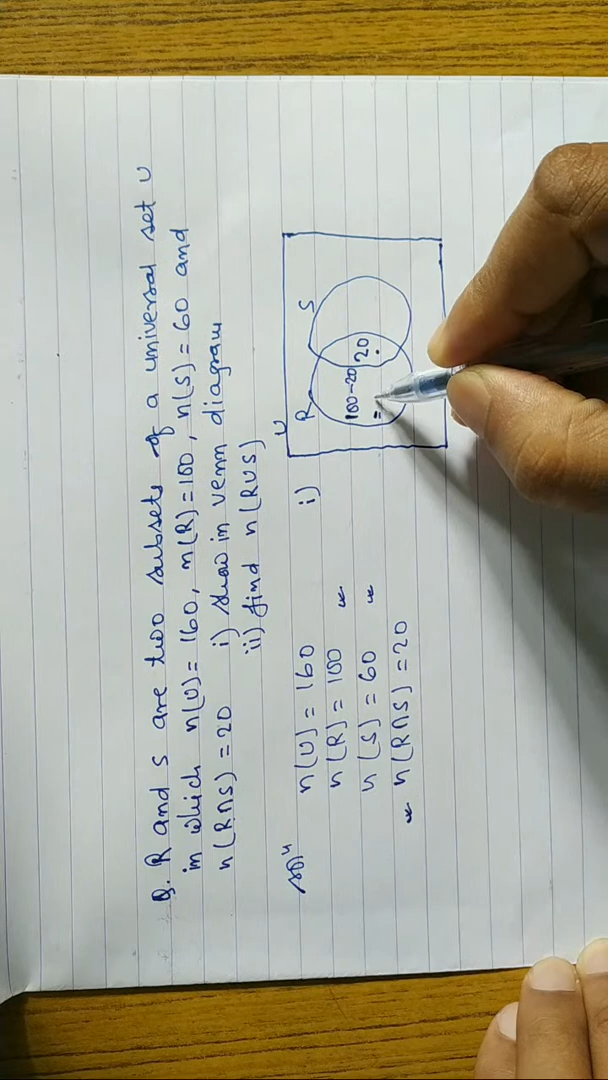 Q. R and S are two subsets of a universal set U
in which n(U) = 160, n(R) = 100, n(S) = 60 and
n(R∩S) = 20 i) show in venn diagram
ii) find n(RUS)
solⁿ
n(U) = 160
n(R) = 100
n(S) = 60
n(R∩S) = 20
i)
U
R S
100-20 20
=